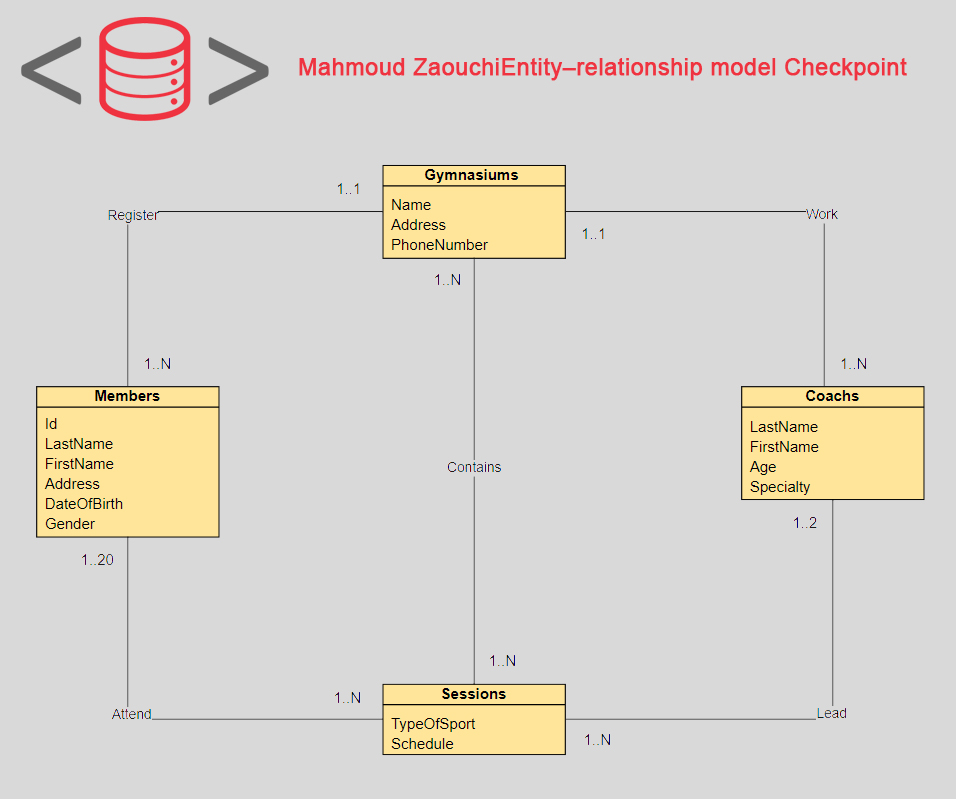 Mahmoud ZaouchiEntity–relationship model Checkpoint
Gymnasiums
Name
Address
PhoneNumber
1..1
Register
1..1
Work
1..N
1..N
Members
Id
LastName
FirstName
Address
DateOfBirth
Gender
1..N
Coachs
LastName
FirstName
Age
Specialty
Contains
1..20
1..2
1..N
Sessions
TypeOfSport
Schedule
1..N
Attend
1..N
Lead